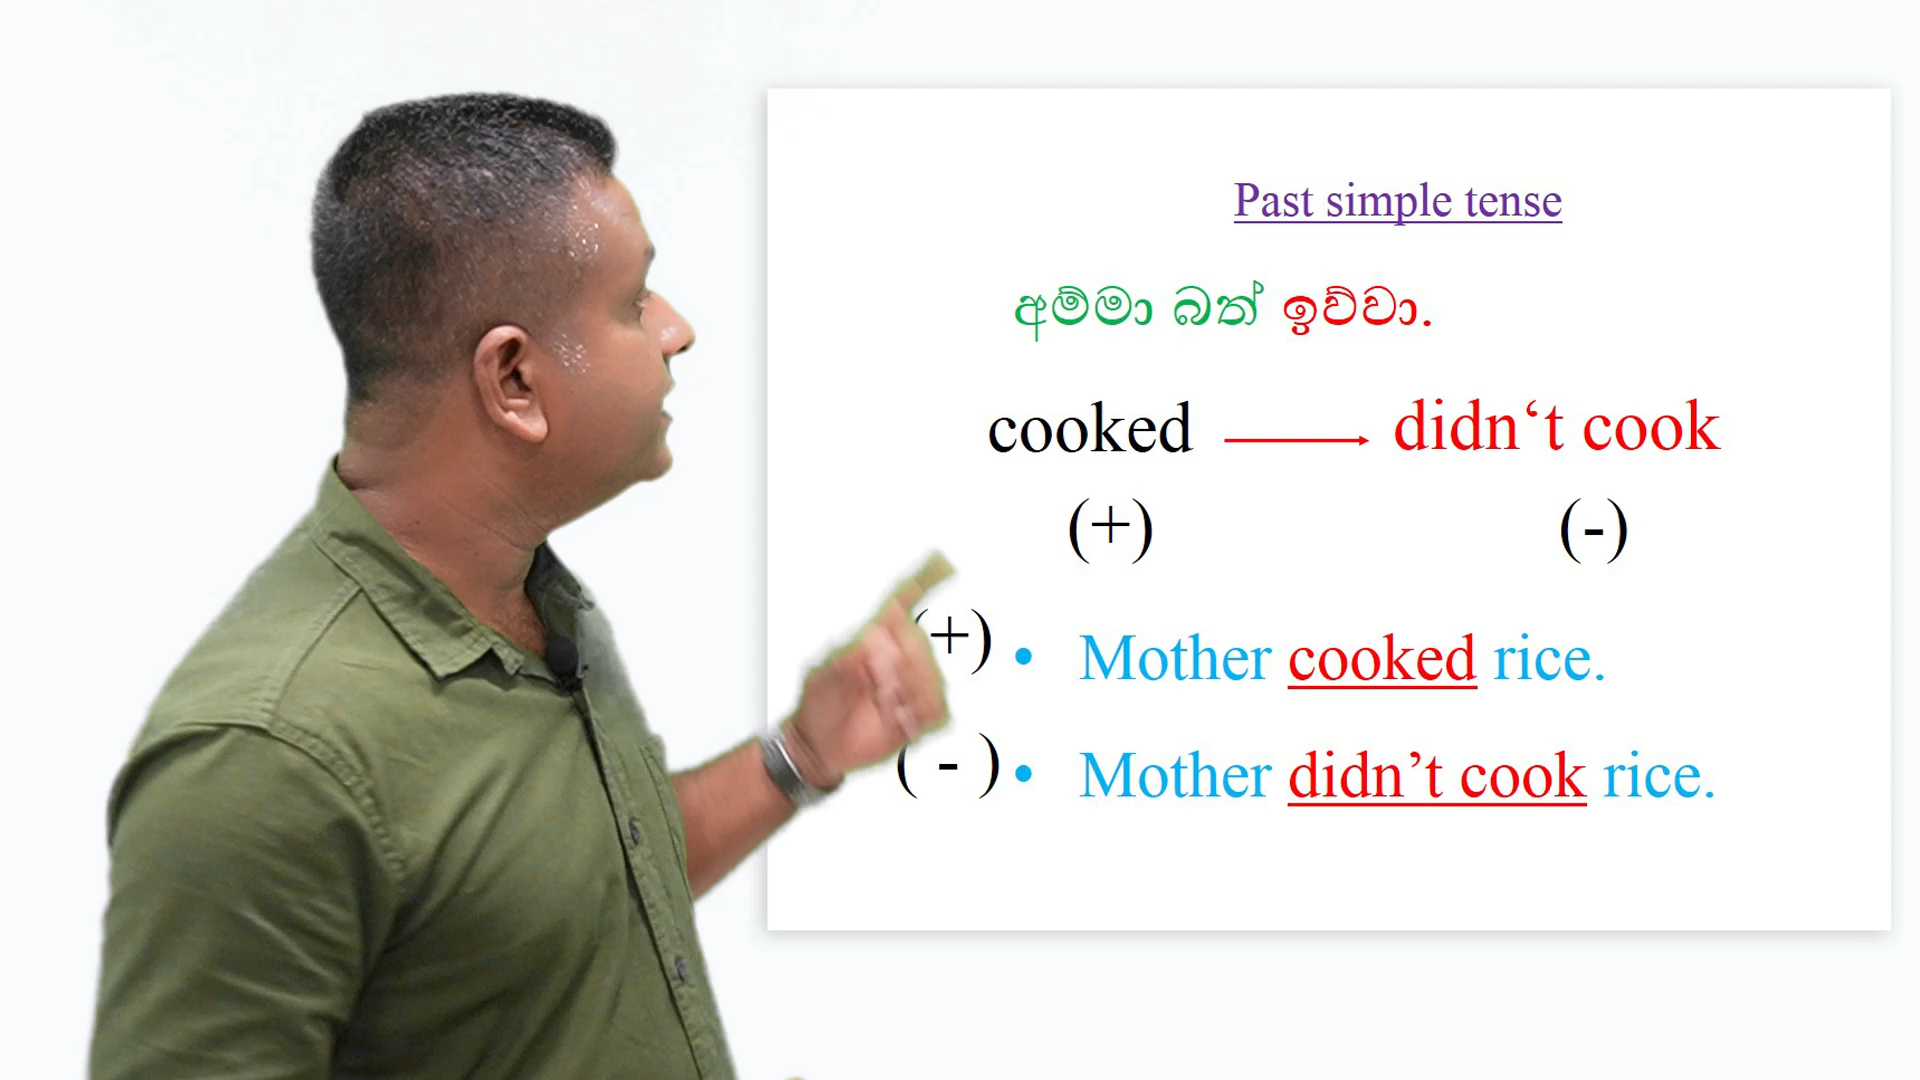 Past simple tense
අම්මා බත් ඉව්වා.
cooked → didn‘t cook
(+) (-)
(+) • Mother cooked rice.
( - ) • Mother didn’t cook rice.